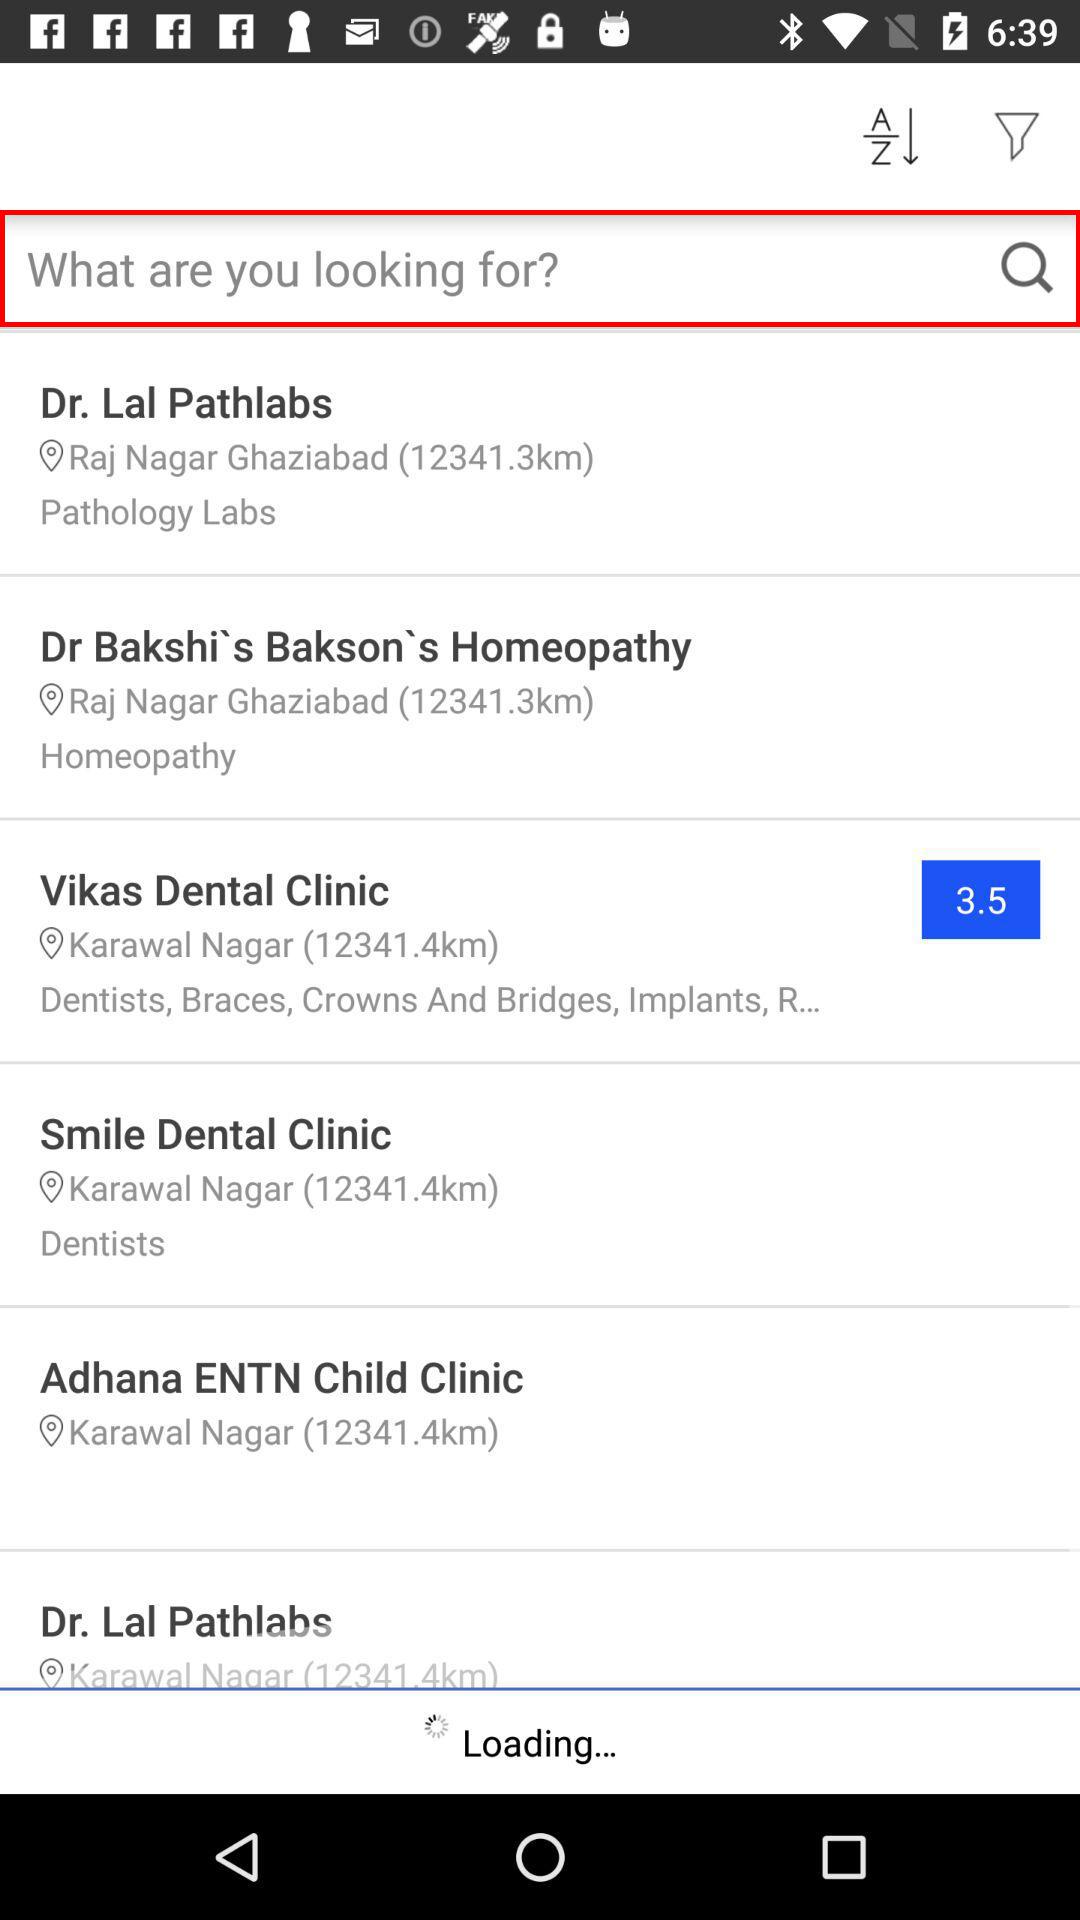 FAKE
6:39
A
Z
What are you looking for?
Dr. Lal Pathlabs
Raj Nagar Ghaziabad (12341.3km)
Pathology Labs
Dr Bakshi`s Bakson`s Homeopathy
Raj Nagar Ghaziabad (12341.3km)
Homeopathy
Vikas Dental Clinic
3.5
Karawal Nagar (12341.4km)
Dentists, Braces, Crowns And Bridges, Implants, R...
Smile Dental Clinic
Karawal Nagar (12341.4km)
Dentists
Adhana ENTN Child Clinic
Karawal Nagar (12341.4km)
Dr. Lal Pathlabs
Karawal Nagar (12341.4km)
Loading...